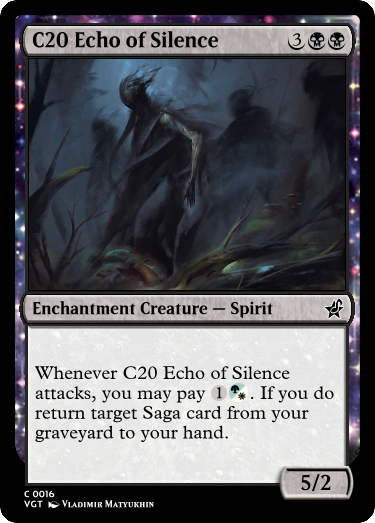 C20 Echo of Silence 3
Enchantment Creature — Spirit
Whenever C20 Echo of Silence
attacks, you may pay 1 . If you do
return target Saga card from your
graveyard to your hand.
5/2
C 0016
VGT Vladimir Matyukhin